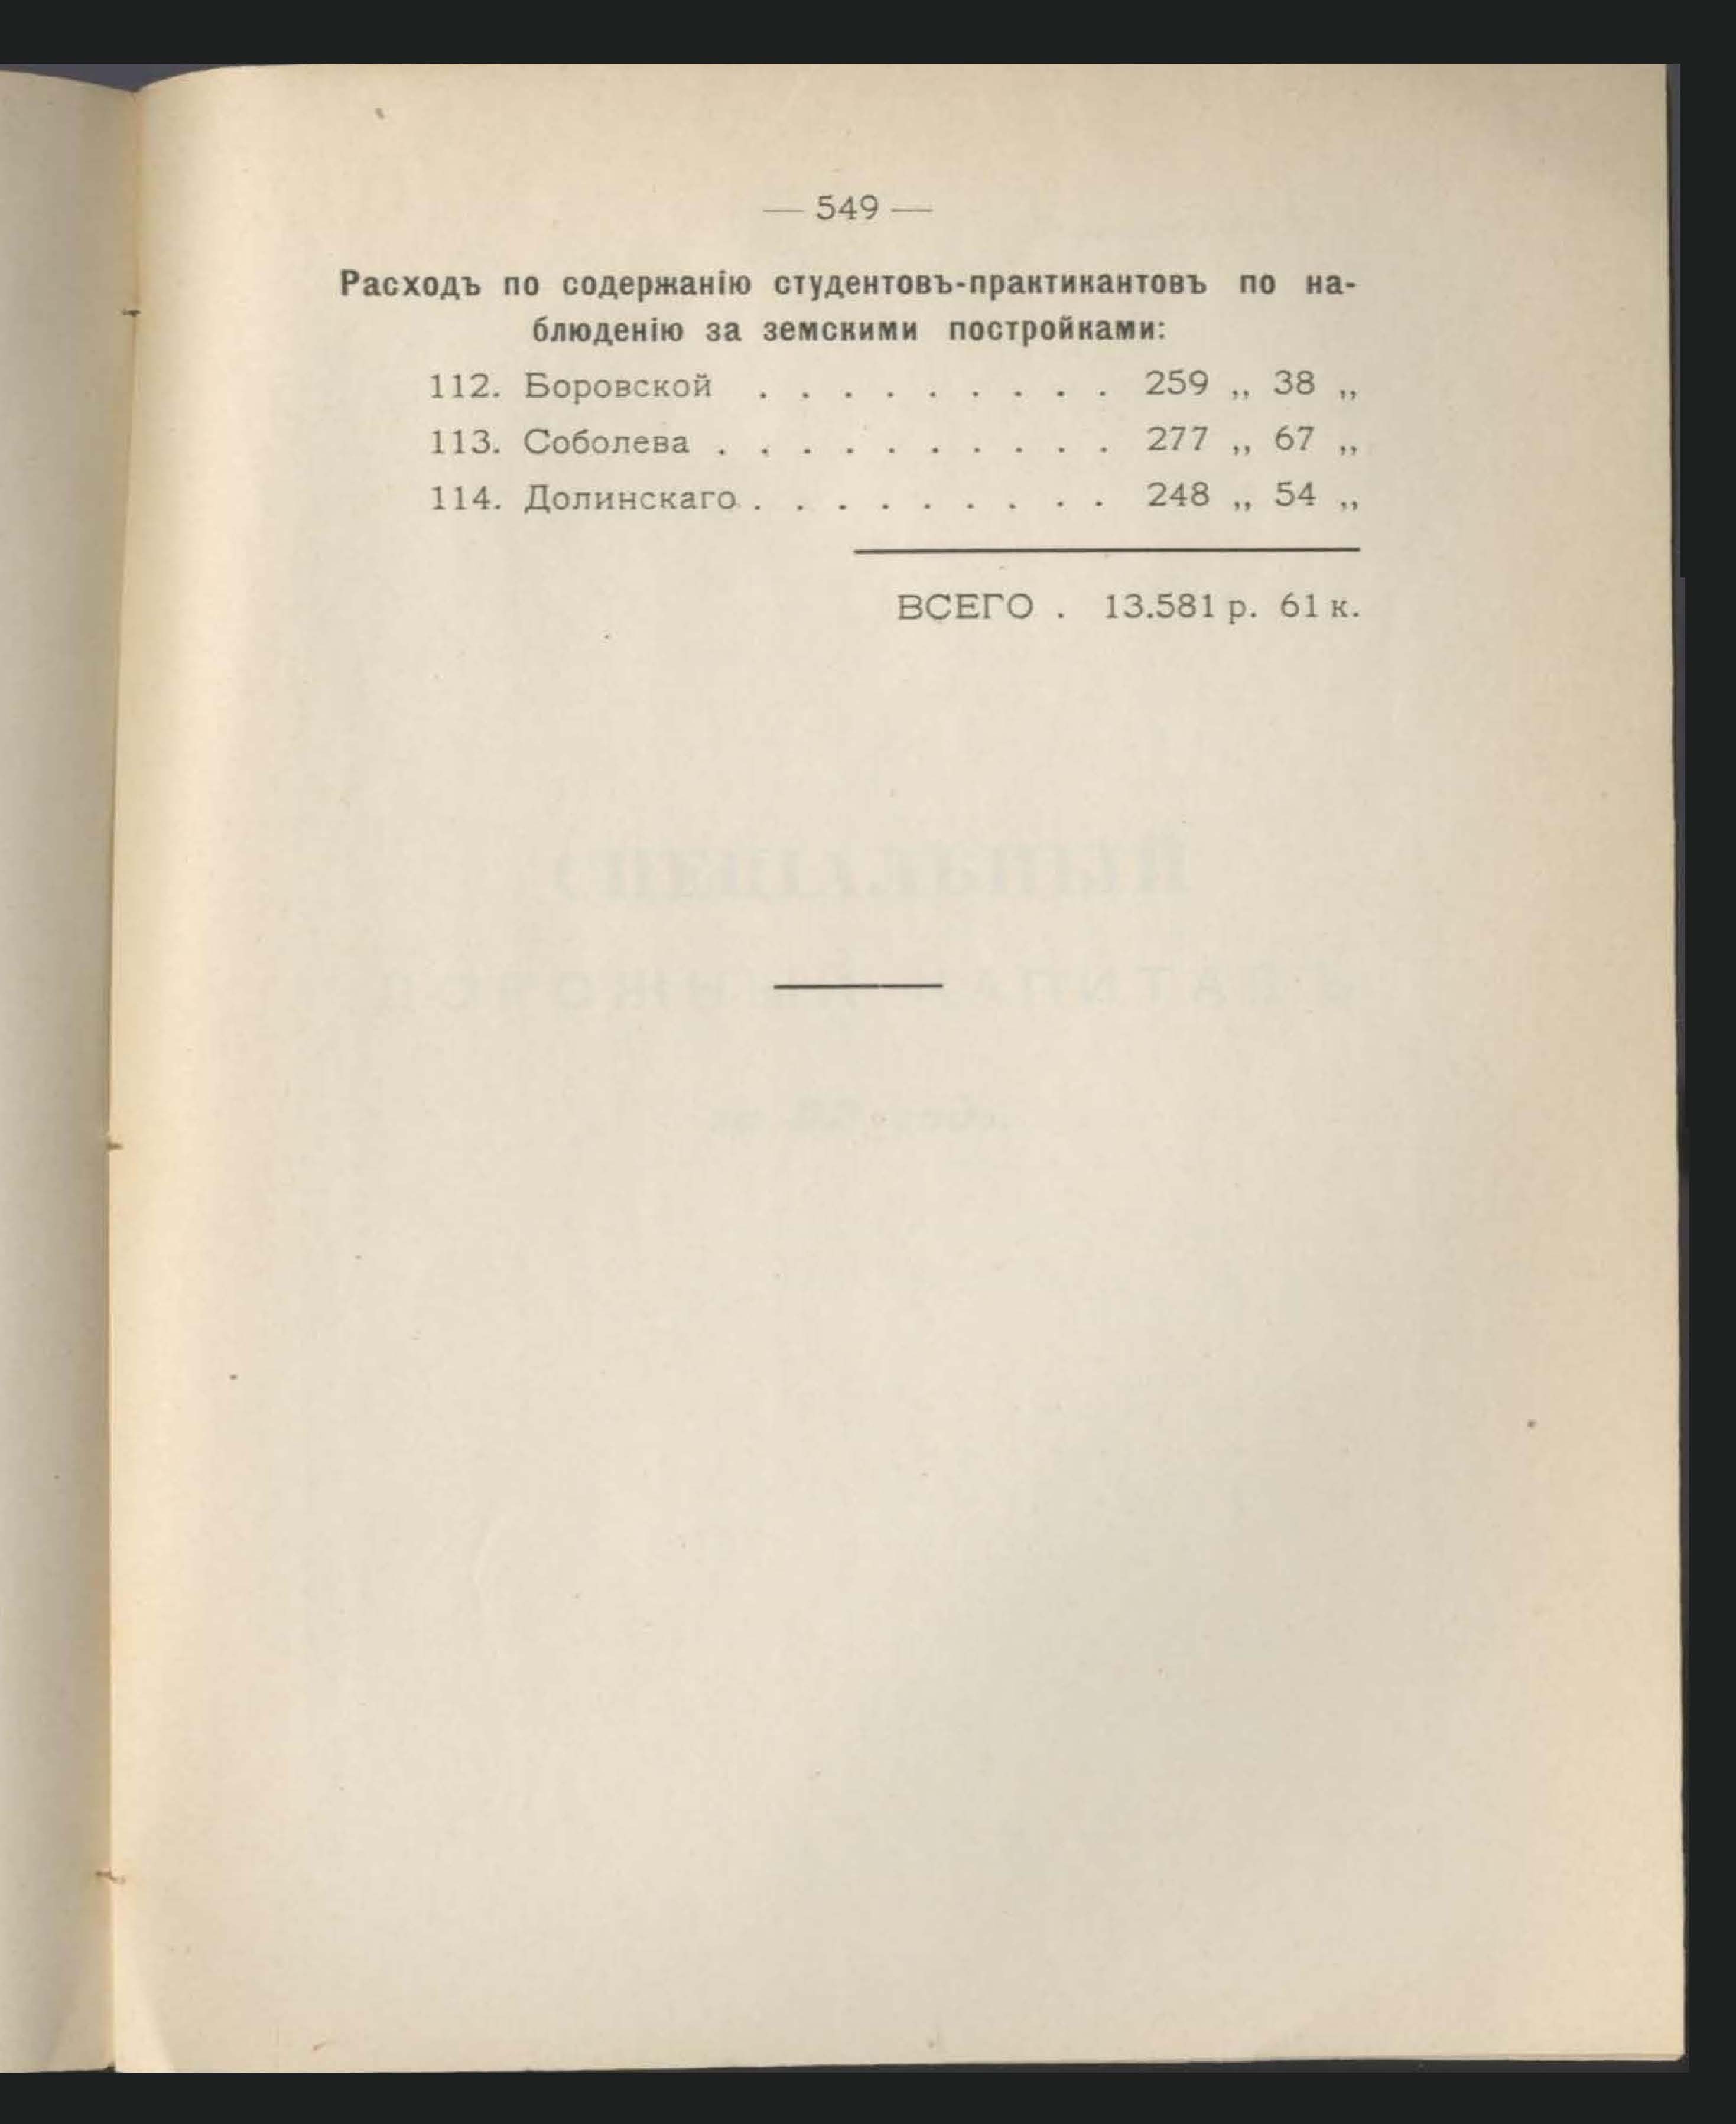 — 549 —
Расходъ по содержанію студентовъ-практикантовъ по на-
блюденію за земскими постройками:
112. Боровской . . . . . . . . . 259 „ 38 „
113. Соболева . . . . . . . . . . 277 „ 67 „
114. Долинскаго . . . . . . . . . 248 „ 54 „
ВСЕГО . 13.581 р. 61 к.